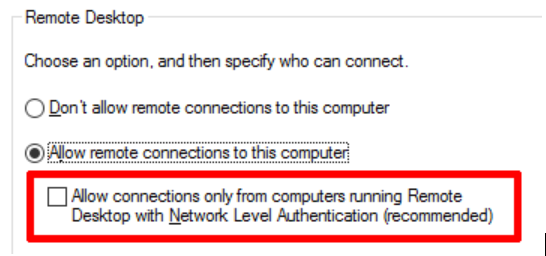 Remote Desktop
Choose an option, and then specify who can connect.
Don't allow remote connections to this computer
Allow remote connections to this computer
Allow connections only from computers running Remote
Desktop with Network Level Authentication (recommended)